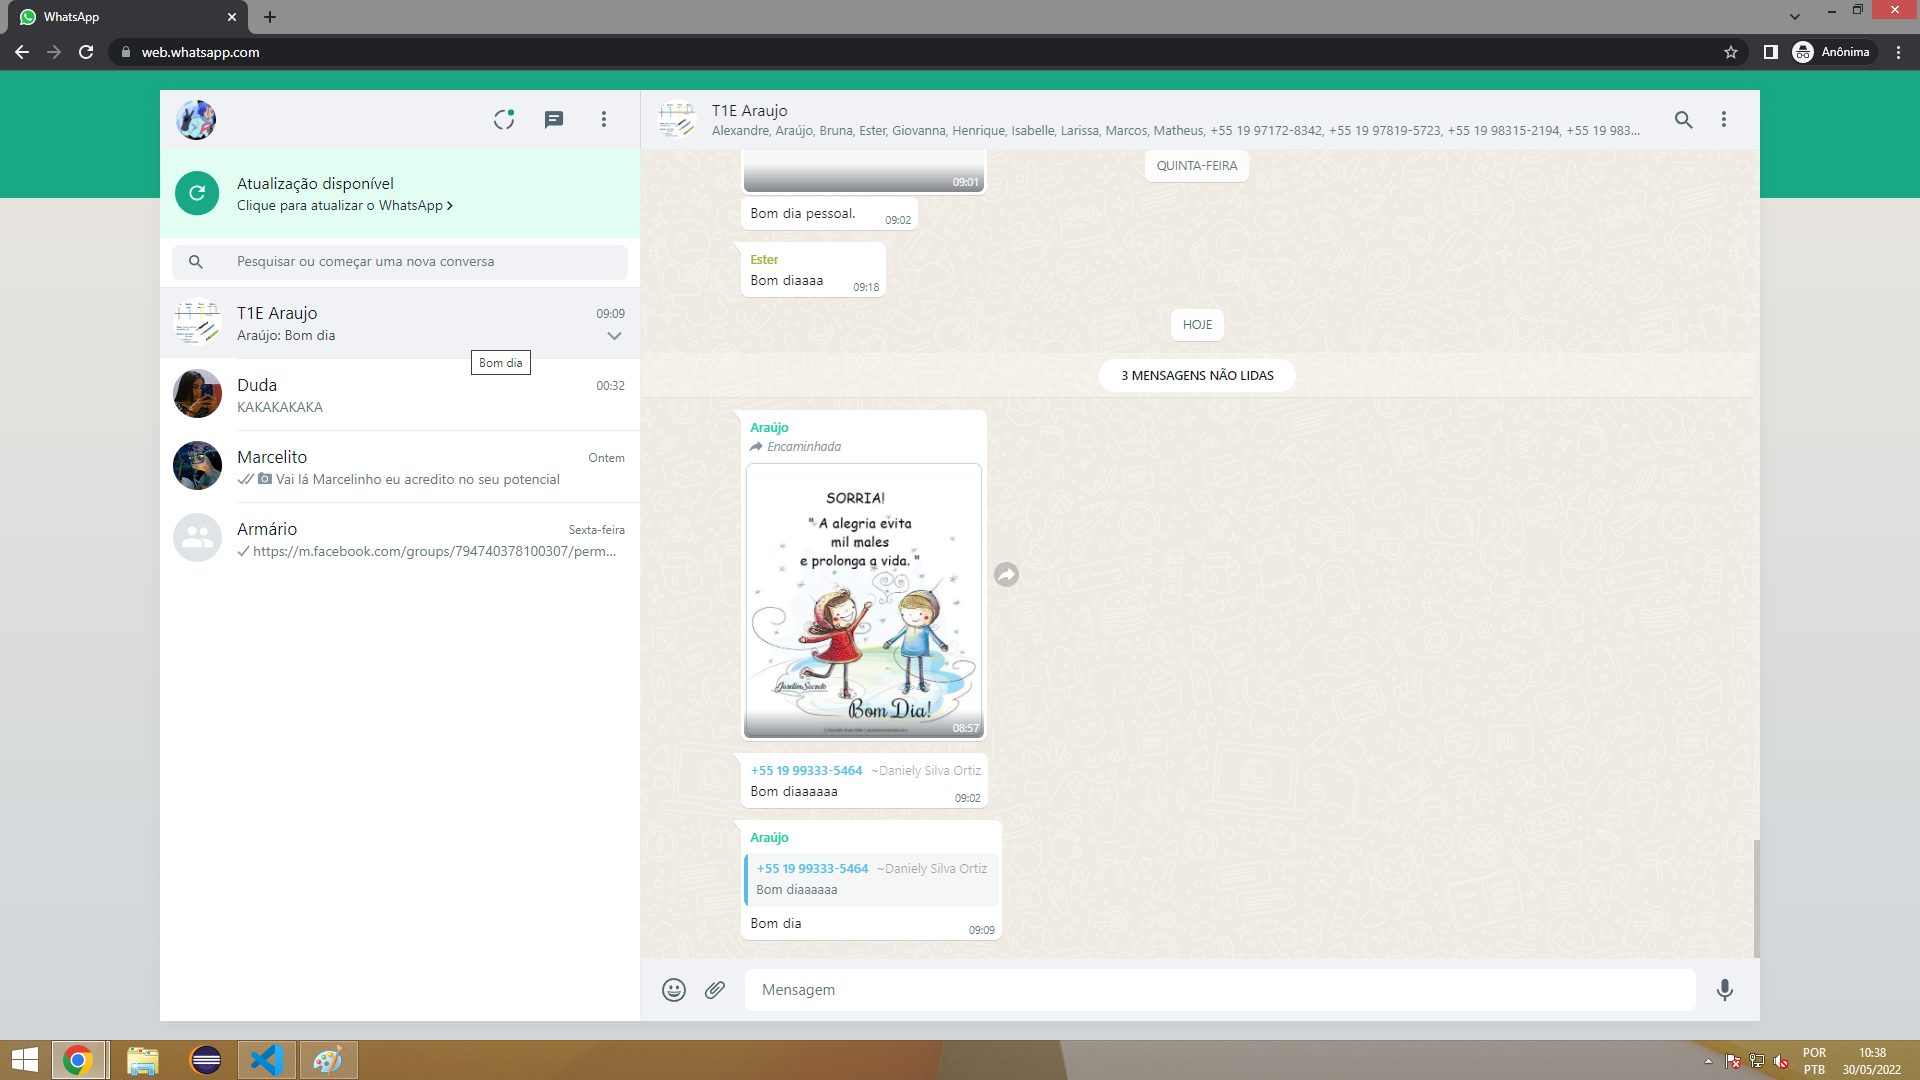 WhatsApp
web.whatsapp.com
Anônima
T1E Araujo
Alexandre, Araújo, Bruna, Ester, Giovanna, Henrique, Isabelle, Larissa, Marcos, Matheus, +55 19 97172-8342, +55 19 97819-5723, +55 19 98315-2194, +55 19 983...
Atualização disponível
Clique para atualizar o WhatsApp
Pesquisar ou começar uma nova conversa
T1E Araujo
09:09
Araújo: Bom dia
Bom dia
Duda
00:32
KAKAKAKAKA
Marcelito
Ontem
Vai lá Marcelinho eu acredito no seu potencial
Armário
Sexta-feira
https://m.facebook.com/groups/794740378100307/perm...
QUINTA-FEIRA
09:01
Bom dia pessoal.
09:02
Ester
Bom diaaaa
09:18
HOJE
3 MENSAGENS NÃO LIDAS
Araújo
Encaminhada
SORRIA!
" A alegria evita
mil males
e prolonga a vida. "
Jardim Secreto
Bom Dia!
08:57
+55 19 99333-5464 ~Daniely Silva Ortiz
Bom diaaaaaa
09:02
Araújo
+55 19 99333-5464 ~Daniely Silva Ortiz
Bom diaaaaaa
Bom dia
09:09
Mensagem
POR
PTB
10:38
30/05/2022